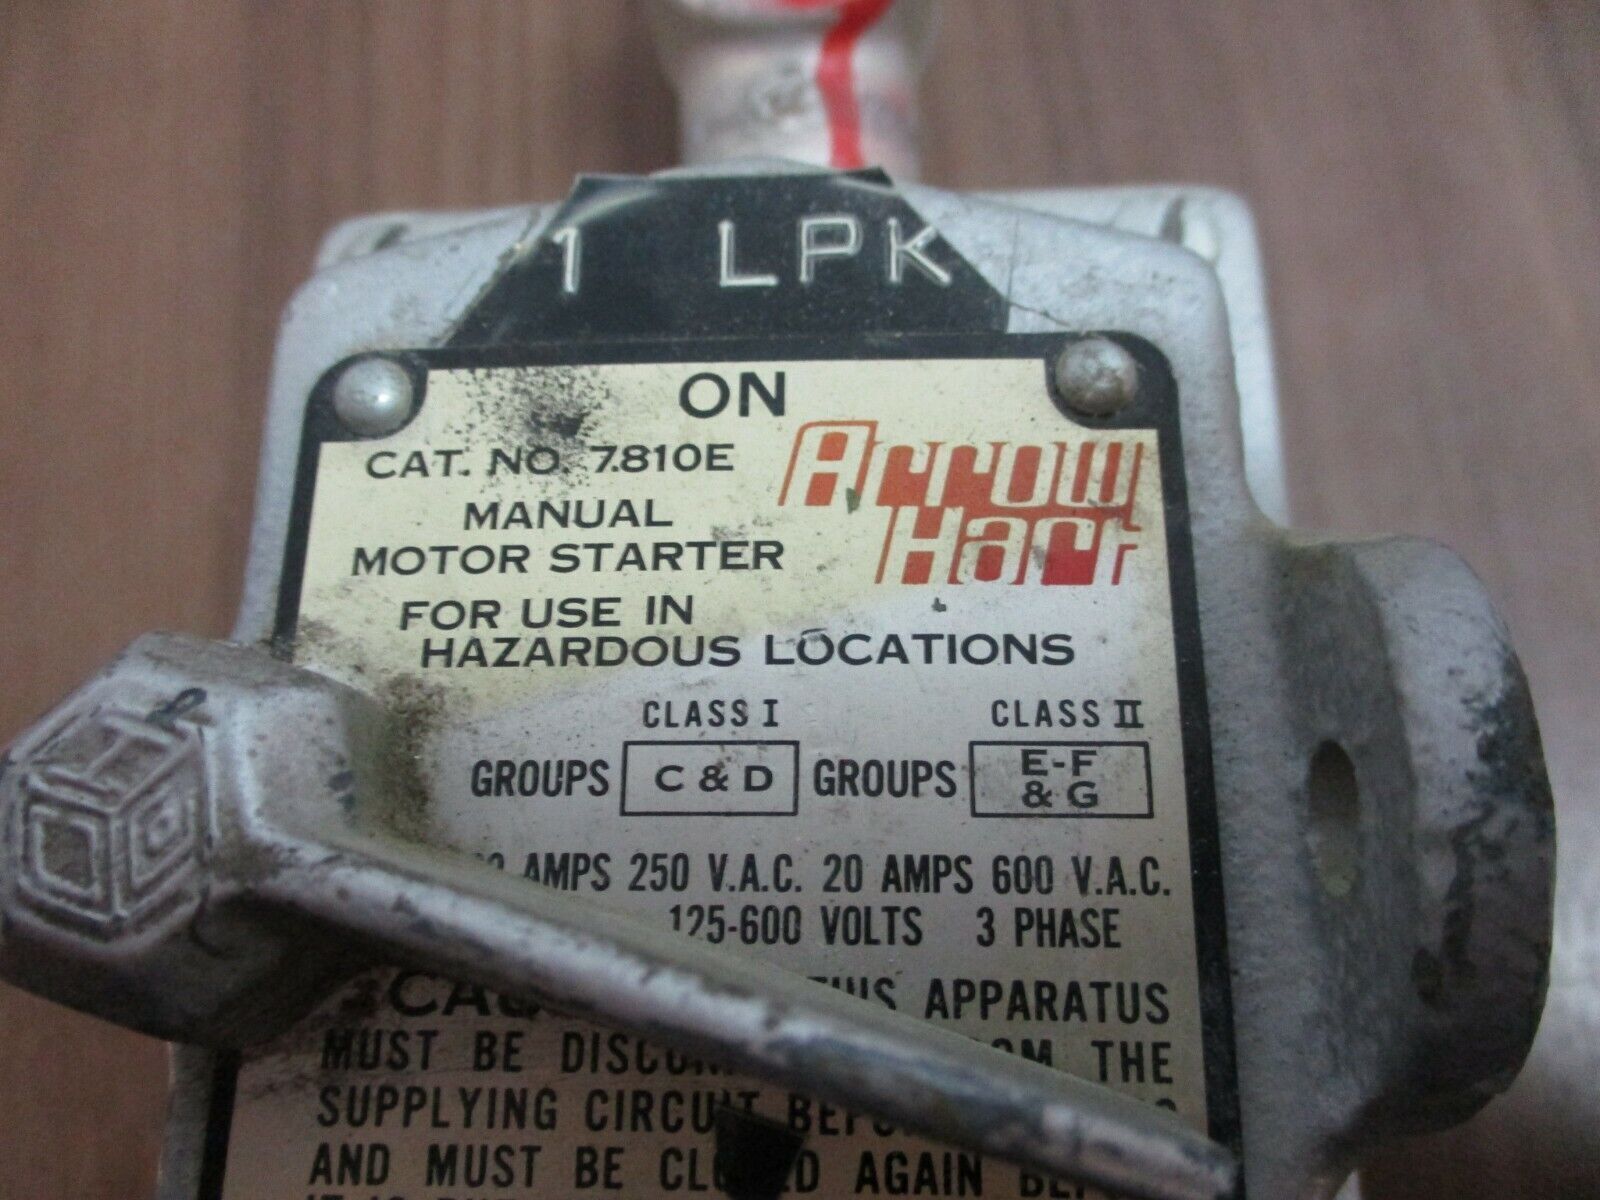 1 LPK
ON
CAT. NO. 7810E
Arrow
Hart
MANUAL
MOTOR STARTER
FOR USE IN
HAZARDOUS LOCATIONS
CLASS I CLASS II
GROUPS C & D GROUPS E-F & G
AMPS 250 V.A.C. 20 AMPS 600 V.A.C.
125-600 VOLTS 3 PHASE
APPARATUS
MUST BE THE
SUPPLYING CIRCUIT
AND MUST BE AGAIN